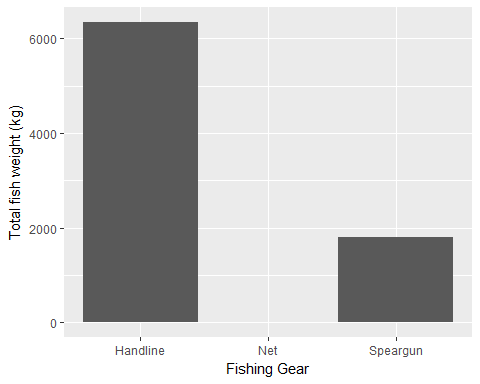 Total fish weight (kg)
6000
4000
2000
0
Handline Net Speargun
Fishing Gear